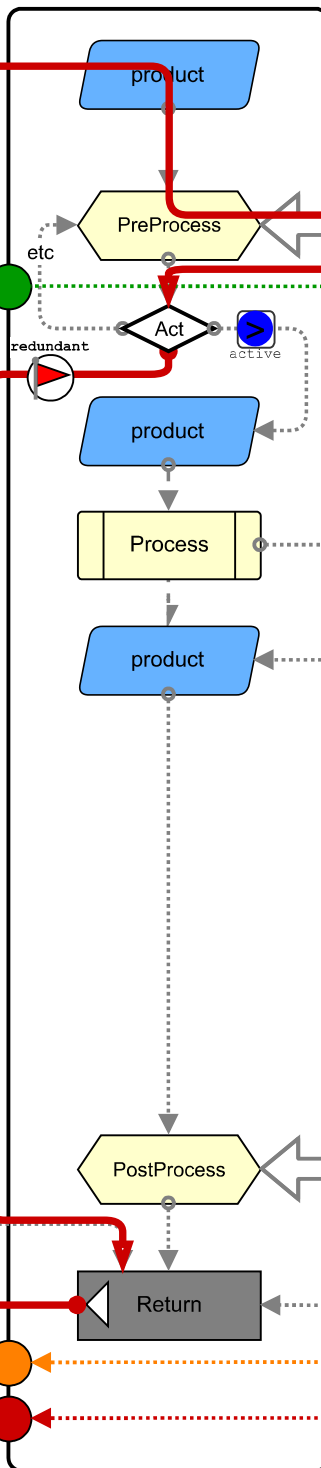 product
PreProcess
etc
Act
redundant
>
active
product
Process
product
PostProcess
Return